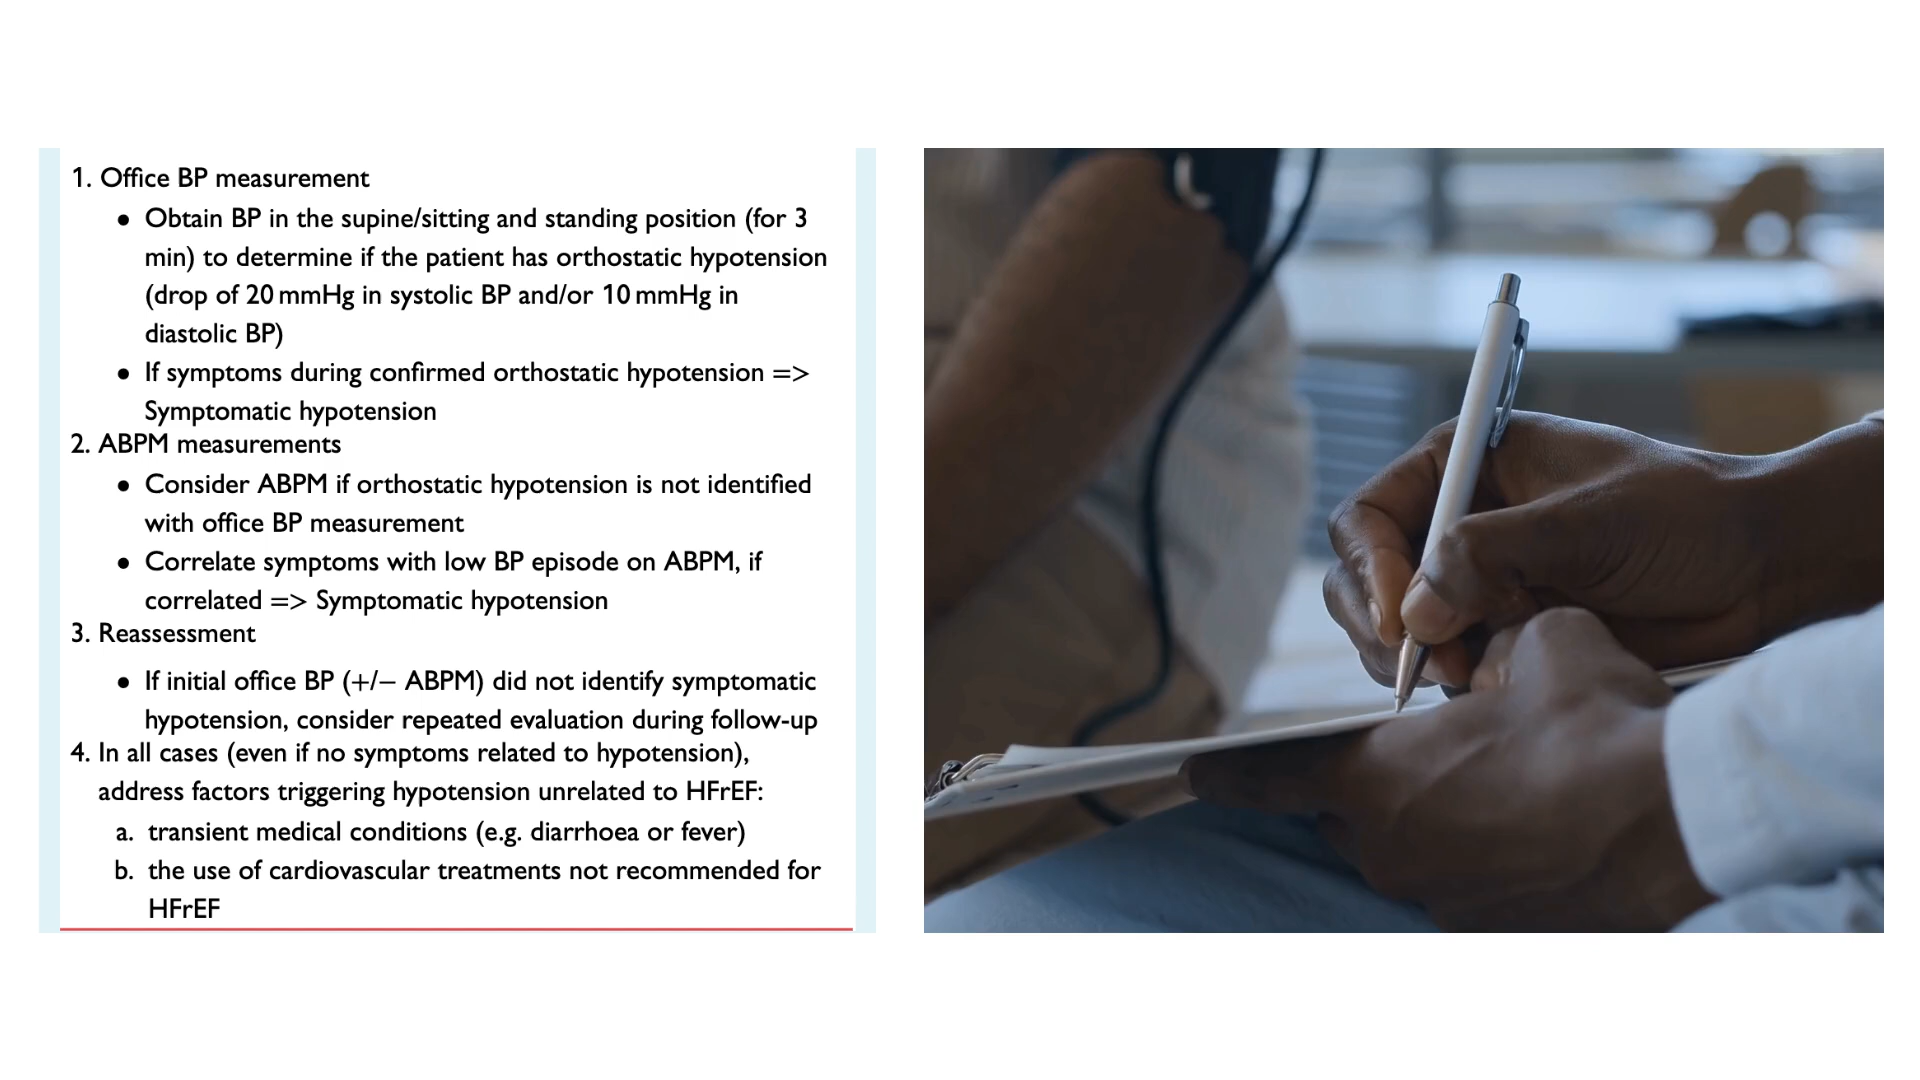 1. Office BP measurement
• Obtain BP in the supine/sitting and standing position (for 3
min) to determine if the patient has orthostatic hypotension
(drop of 20 mmHg in systolic BP and/or 10 mmHg in
diastolic BP)
• If symptoms during confirmed orthostatic hypotension =>
Symptomatic hypotension
2. ABPM measurements
• Consider ABPM if orthostatic hypotension is not identified
with office BP measurement
• Correlate symptoms with low BP episode on ABPM, if
correlated => Symptomatic hypotension
3. Reassessment
• If initial office BP (+/− ABPM) did not identify symptomatic
hypotension, consider repeated evaluation during follow-up
4. In all cases (even if no symptoms related to hypotension),
address factors triggering hypotension unrelated to HFrEF:
a. transient medical conditions (e.g. diarrhoea or fever)
b. the use of cardiovascular treatments not recommended for
HFrEF